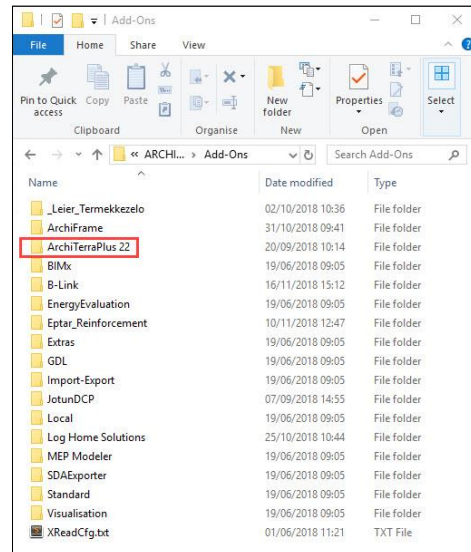 Add-Ons
File Home Share View
Pin to Quick access Copy Paste New folder Properties Select
Clipboard Organise New Open
« ARCHI... › Add-Ons Search Add-Ons
Name Date modified Type
_Leier_Termekkezelo 02/10/2018 10:36 File folder
ArchiFrame 31/10/2018 09:41 File folder
ArchiTerraPlus 22 20/09/2018 10:14 File folder
BIMx 19/06/2018 09:05 File folder
B-Link 16/11/2018 15:12 File folder
EnergyEvaluation 19/06/2018 09:05 File folder
Eptar_Reinforcement 10/11/2018 12:47 File folder
Extras 19/06/2018 09:05 File folder
GDL 19/06/2018 09:05 File folder
Import-Export 19/06/2018 09:05 File folder
JotunDCP 07/09/2018 14:55 File folder
Local 19/06/2018 09:05 File folder
Log Home Solutions 25/10/2018 10:44 File folder
MEP Modeler 19/06/2018 09:05 File folder
SDAExporter 19/06/2018 09:05 File folder
Standard 19/06/2018 09:05 File folder
Visualisation 19/06/2018 09:05 File folder
XReadCfg.txt 01/06/2018 11:21 TXT File